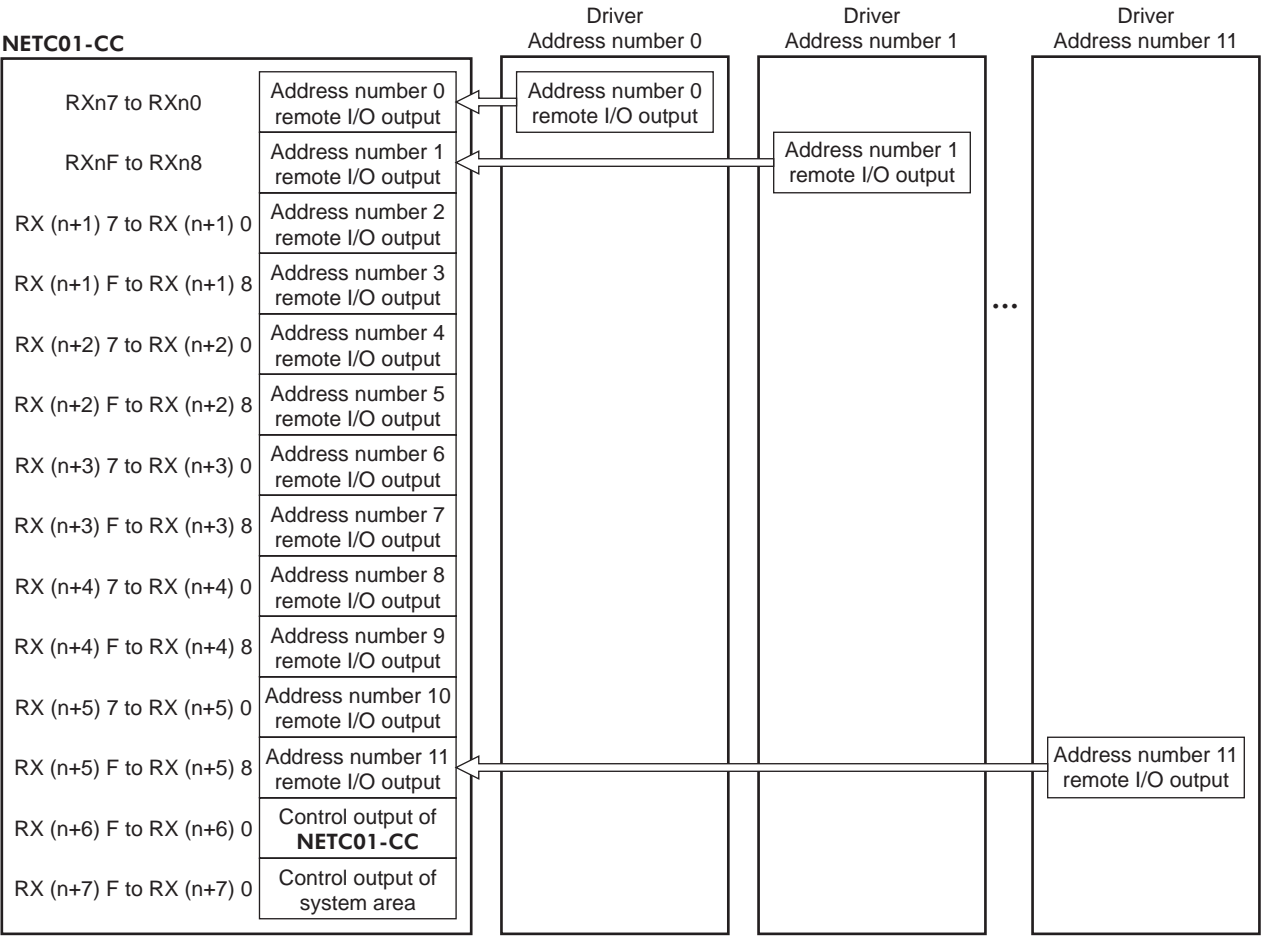 Driver
Address number 0
Driver
Address number 1
Driver
Address number 11
NETC01-CC
RXn7 to RXn0
Address number 0
remote I/O output
Address number 0
remote I/O output
RXnF to RXn8
Address number 1
remote I/O output
Address number 1
remote I/O output
RX (n+1) 7 to RX (n+1) 0
Address number 2
remote I/O output
RX (n+1) F to RX (n+1) 8
Address number 3
remote I/O output
...
RX (n+2) 7 to RX (n+2) 0
Address number 4
remote I/O output
RX (n+2) F to RX (n+2) 8
Address number 5
remote I/O output
RX (n+3) 7 to RX (n+3) 0
Address number 6
remote I/O output
RX (n+3) F to RX (n+3) 8
Address number 7
remote I/O output
RX (n+4) 7 to RX (n+4) 0
Address number 8
remote I/O output
RX (n+4) F to RX (n+4) 8
Address number 9
remote I/O output
RX (n+5) 7 to RX (n+5) 0
Address number 10
remote I/O output
RX (n+5) F to RX (n+5) 8
Address number 11
remote I/O output
Address number 11
remote I/O output
RX (n+6) F to RX (n+6) 0
Control output of
NETC01-CC
RX (n+7) F to RX (n+7) 0
Control output of
system area